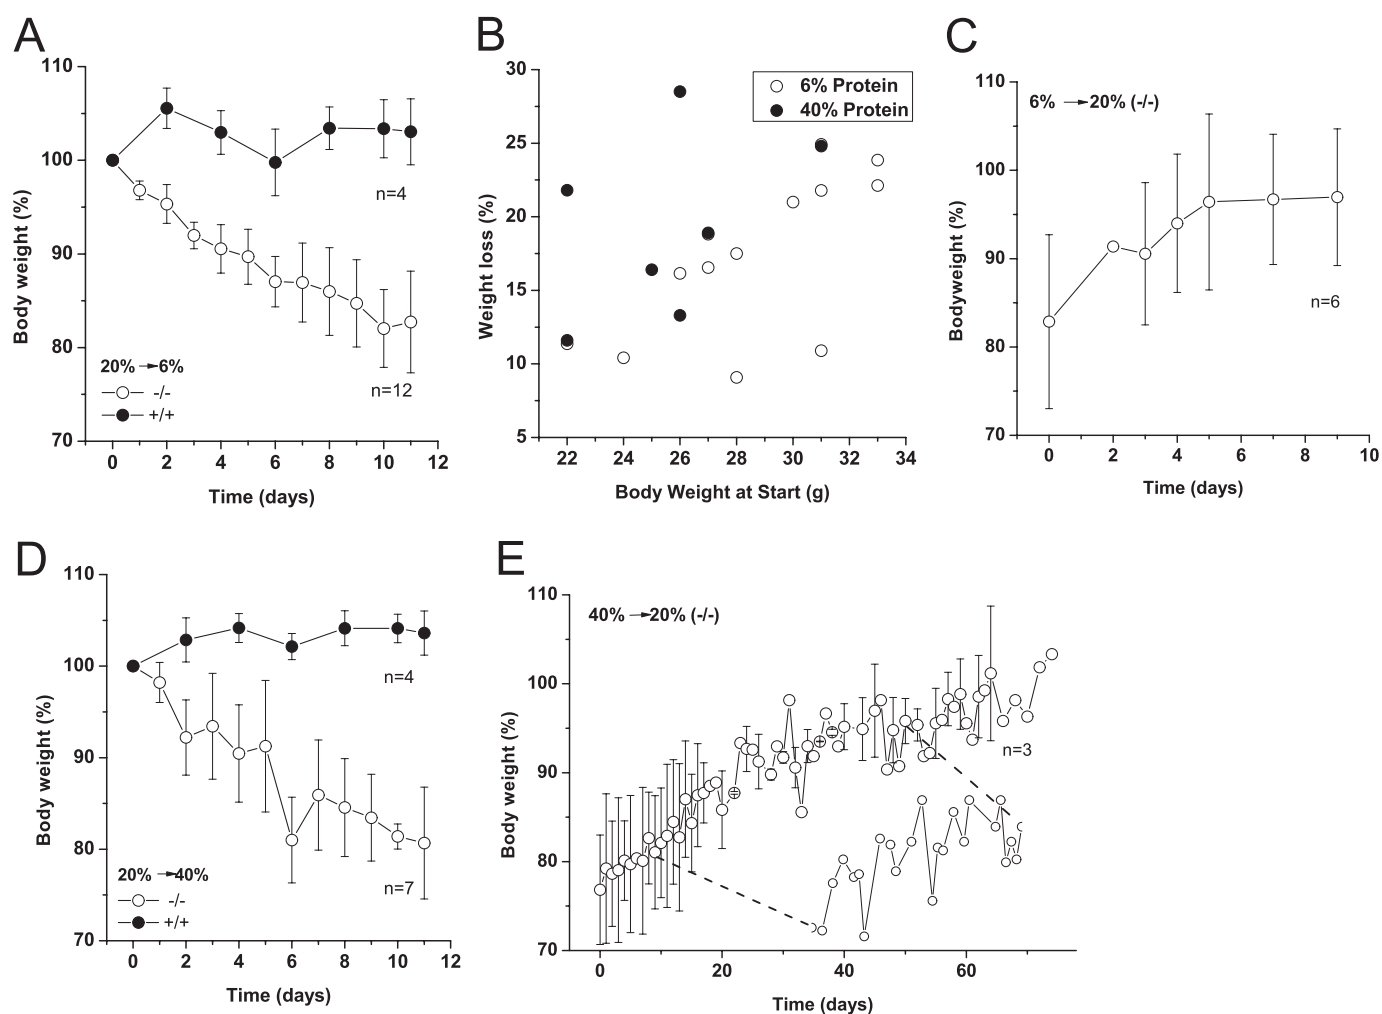 A
110
100
90
80
70
Body weight (%)
n=4
n=12
20% → 6%
-/-
+/+
0 2 4 6 8 10 12
Time (days)
B
30
25
20
15
10
5
Weight loss (%)
6% Protein
40% Protein
22 24 26 28 30 32 34
Body Weight at Start (g)
C
110
100
90
80
70
Bodyweight (%)
6% → 20% (-/-)
n=6
0 2 4 6 8 10
Time (days)
D
110
100
90
80
70
Body weight (%)
n=4
n=7
20% → 40%
-/-
+/+
0 2 4 6 8 10 12
Time (days)
E
110
100
90
80
70
Body weight (%)
40% → 20% (-/-)
n=3
0 20 40 60
Time (days)